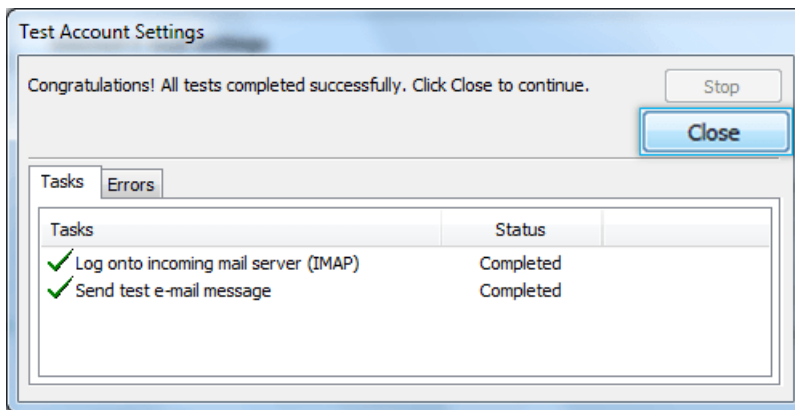 Test Account Settings
Congratulations! All tests completed successfully. Click Close to continue.
Stop
Close
Tasks Errors
Tasks Status
Log onto incoming mail server (IMAP) Completed
Send test e-mail message Completed